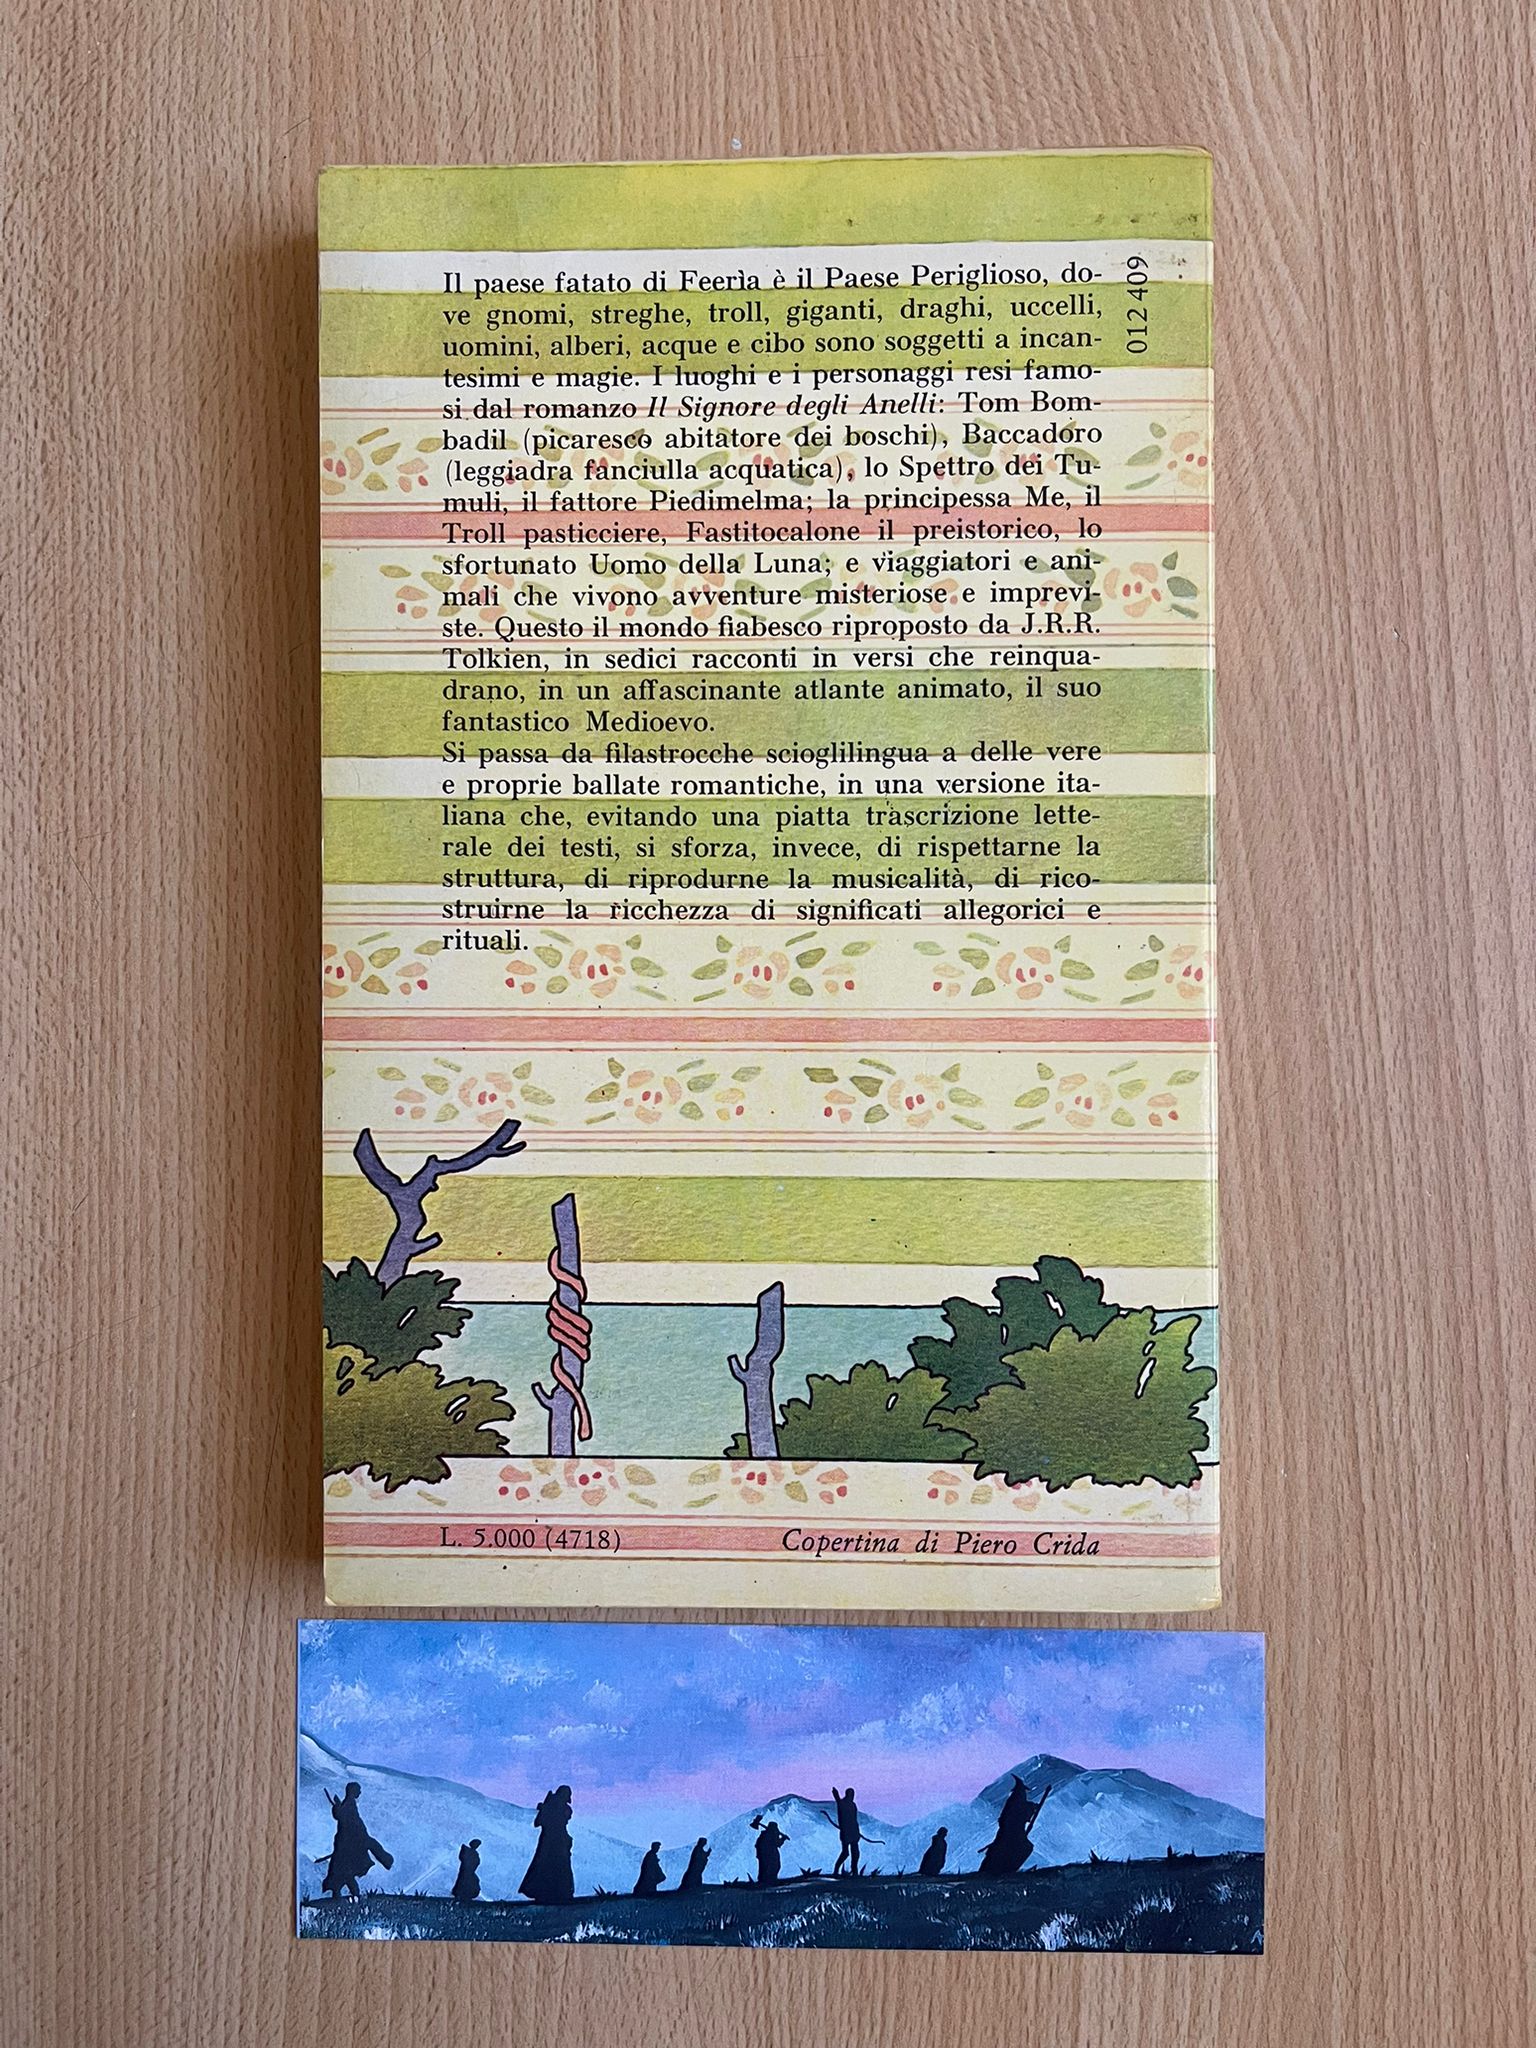 Il paese fatato di Feerìa è il Paese Periglioso, do-
ve gnomi, streghe, troll, giganti, draghi, uccelli,
uomini, alberi, acque e cibo sono soggetti a incan-
tesimi e magie. I luoghi e i personaggi resi famo-
si dal romanzo Il Signore degli Anelli: Tom Bom-
badil (picaresco abitatore dei boschi), Baccadoro
(leggiadra fanciulla acquatica), lo Spettro dei Tu-
muli, il fattore Piedimelma; la principessa Me, il
Troll pasticciere, Fastitocalone il preistorico, lo
sfortunato Uomo della Luna; e viaggiatori e ani-
mali che vivono avventure misteriose e imprevi-
ste. Questo il mondo fiabesco riproposto da J.R.R.
Tolkien, in sedici racconti in versi che reinqua-
drano, in un affascinante atlante animato, il suo
fantastico Medioevo.
Si passa da filastrocche scioglilingua a delle vere
e proprie ballate romantiche, in una versione ita-
liana che, evitando una piatta trascrizione lette-
rale dei testi, si sforza, invece, di rispettarne la
struttura, di riprodurne la musicalità, di rico-
struirne la ricchezza di significati allegorici e
rituali.
012409
L. 5.000 (4718)
Copertina di Piero Crida